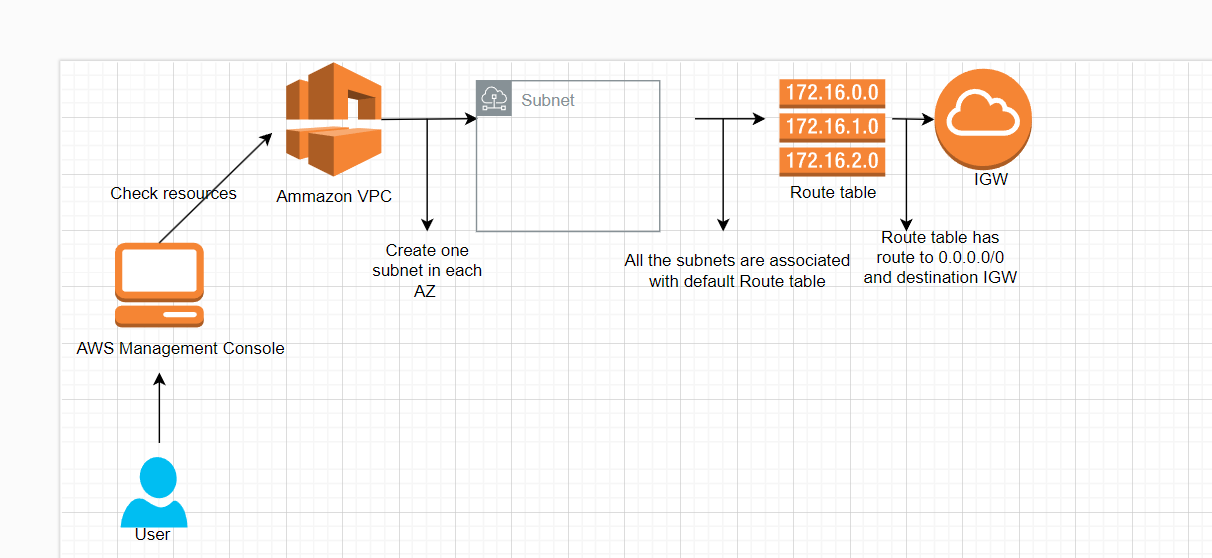 Subnet
172.16.0.0
172.16.1.0
172.16.2.0
Route table
IGW
Check resources
Ammazon VPC
Create one
subnet in each
AZ
All the subnets are associated
with default Route table
Route table has
route to 0.0.0.0/0
and destination IGW
AWS Management Console
User